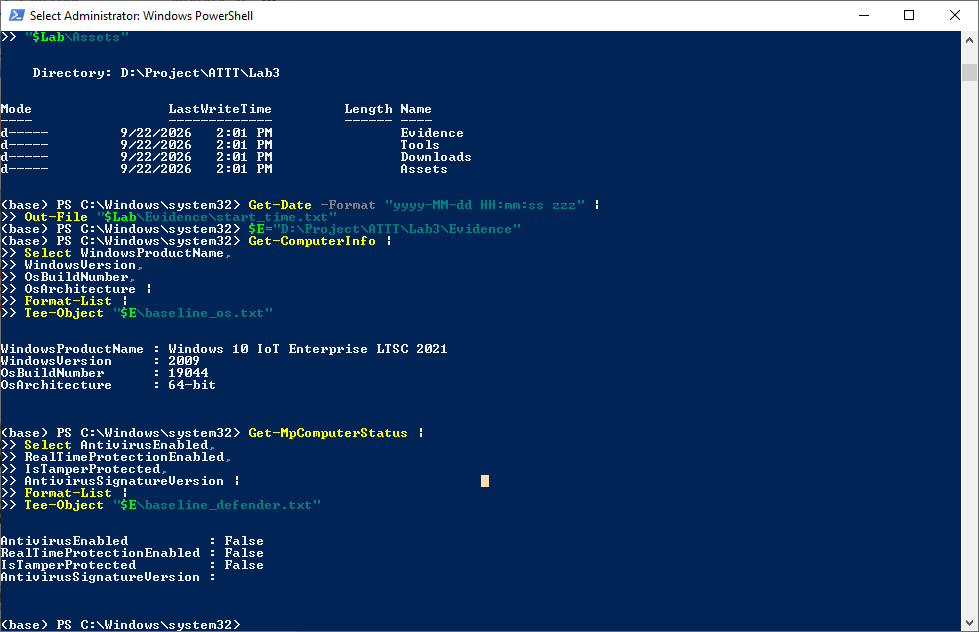 Select Administrator: Windows PowerShell
>> "$Lab\Assets"
Directory: D:\Project\ATTT\Lab3
Mode LastWriteTime Length Name
---- ------------- ------ ----
d----- 9/22/2026 2:01 PM Evidence
d----- 9/22/2026 2:01 PM Tools
d----- 9/22/2026 2:01 PM Downloads
d----- 9/22/2026 2:01 PM Assets
(base) PS C:\Windows\system32> Get-Date -Format "yyyy-MM-dd HH:mm:ss zzz" |
>> Out-File "$Lab\Evidence\start_time.txt"
(base) PS C:\Windows\system32> $E="D:\Project\ATTT\Lab3\Evidence"
(base) PS C:\Windows\system32> Get-ComputerInfo |
>> Select WindowsProductName,
>> WindowsVersion,
>> OsBuildNumber,
>> OsArchitecture |
>> Format-List |
>> Tee-Object "$E\baseline_os.txt"
WindowsProductName : Windows 10 IoT Enterprise LTSC 2021
WindowsVersion : 2009
OsBuildNumber : 19044
OsArchitecture : 64-bit
(base) PS C:\Windows\system32> Get-MpComputerStatus |
>> Select AntivirusEnabled,
>> RealTimeProtectionEnabled,
>> IsTamperProtected,
>> AntivirusSignatureVersion |
>> Format-List |
>> Tee-Object "$E\baseline_defender.txt"
AntivirusEnabled : False
RealTimeProtectionEnabled : False
IsTamperProtected : False
AntivirusSignatureVersion :
(base) PS C:\Windows\system32>